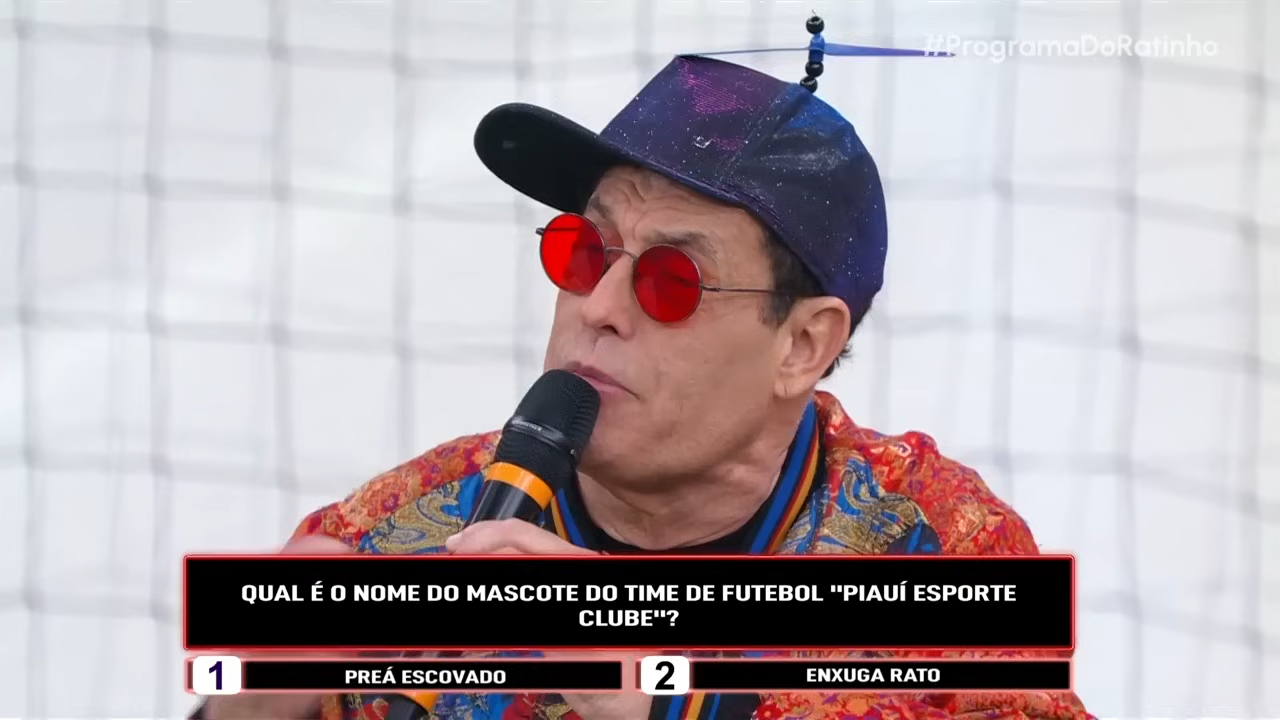 #ProgramaDoRatinho
QUAL É O NOME DO MASCOTE DO TIME DE FUTEBOL "PIAUÍ ESPORTE
CLUBE"?
1 PREÁ ESCOVADO
2 ENXUGA RATO